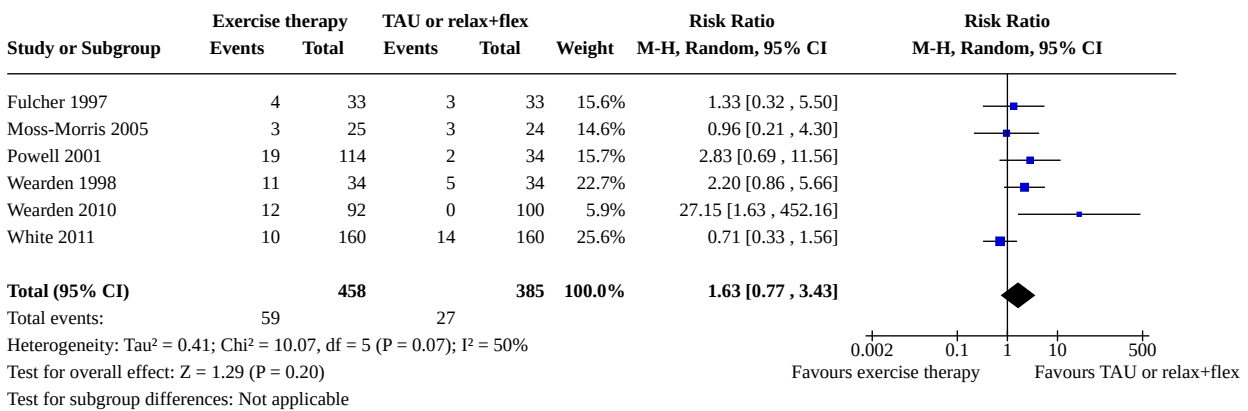 Exercise therapy TAU or relax+flex Risk Ratio Risk Ratio
Study or Subgroup Events Total Events Total Weight M-H, Random, 95% CI M-H, Random, 95% CI
Fulcher 1997 4 33 3 33 15.6% 1.33 [0.32 , 5.50]
Moss-Morris 2005 3 25 3 24 14.6% 0.96 [0.21 , 4.30]
Powell 2001 19 114 2 34 15.7% 2.83 [0.69 , 11.56]
Wearden 1998 11 34 5 34 22.7% 2.20 [0.86 , 5.66]
Wearden 2010 12 92 0 100 5.9% 27.15 [1.63 , 452.16]
White 2011 10 160 14 160 25.6% 0.71 [0.33 , 1.56]
Total (95% CI) 458 385 100.0% 1.63 [0.77 , 3.43]
Total events: 59 27
Heterogeneity: Tau² = 0.41; Chi² = 10.07, df = 5 (P = 0.07); I² = 50%
0.002 0.1 1 10 500
Test for overall effect: Z = 1.29 (P = 0.20) Favours exercise therapy Favours TAU or relax+flex
Test for subgroup differences: Not applicable